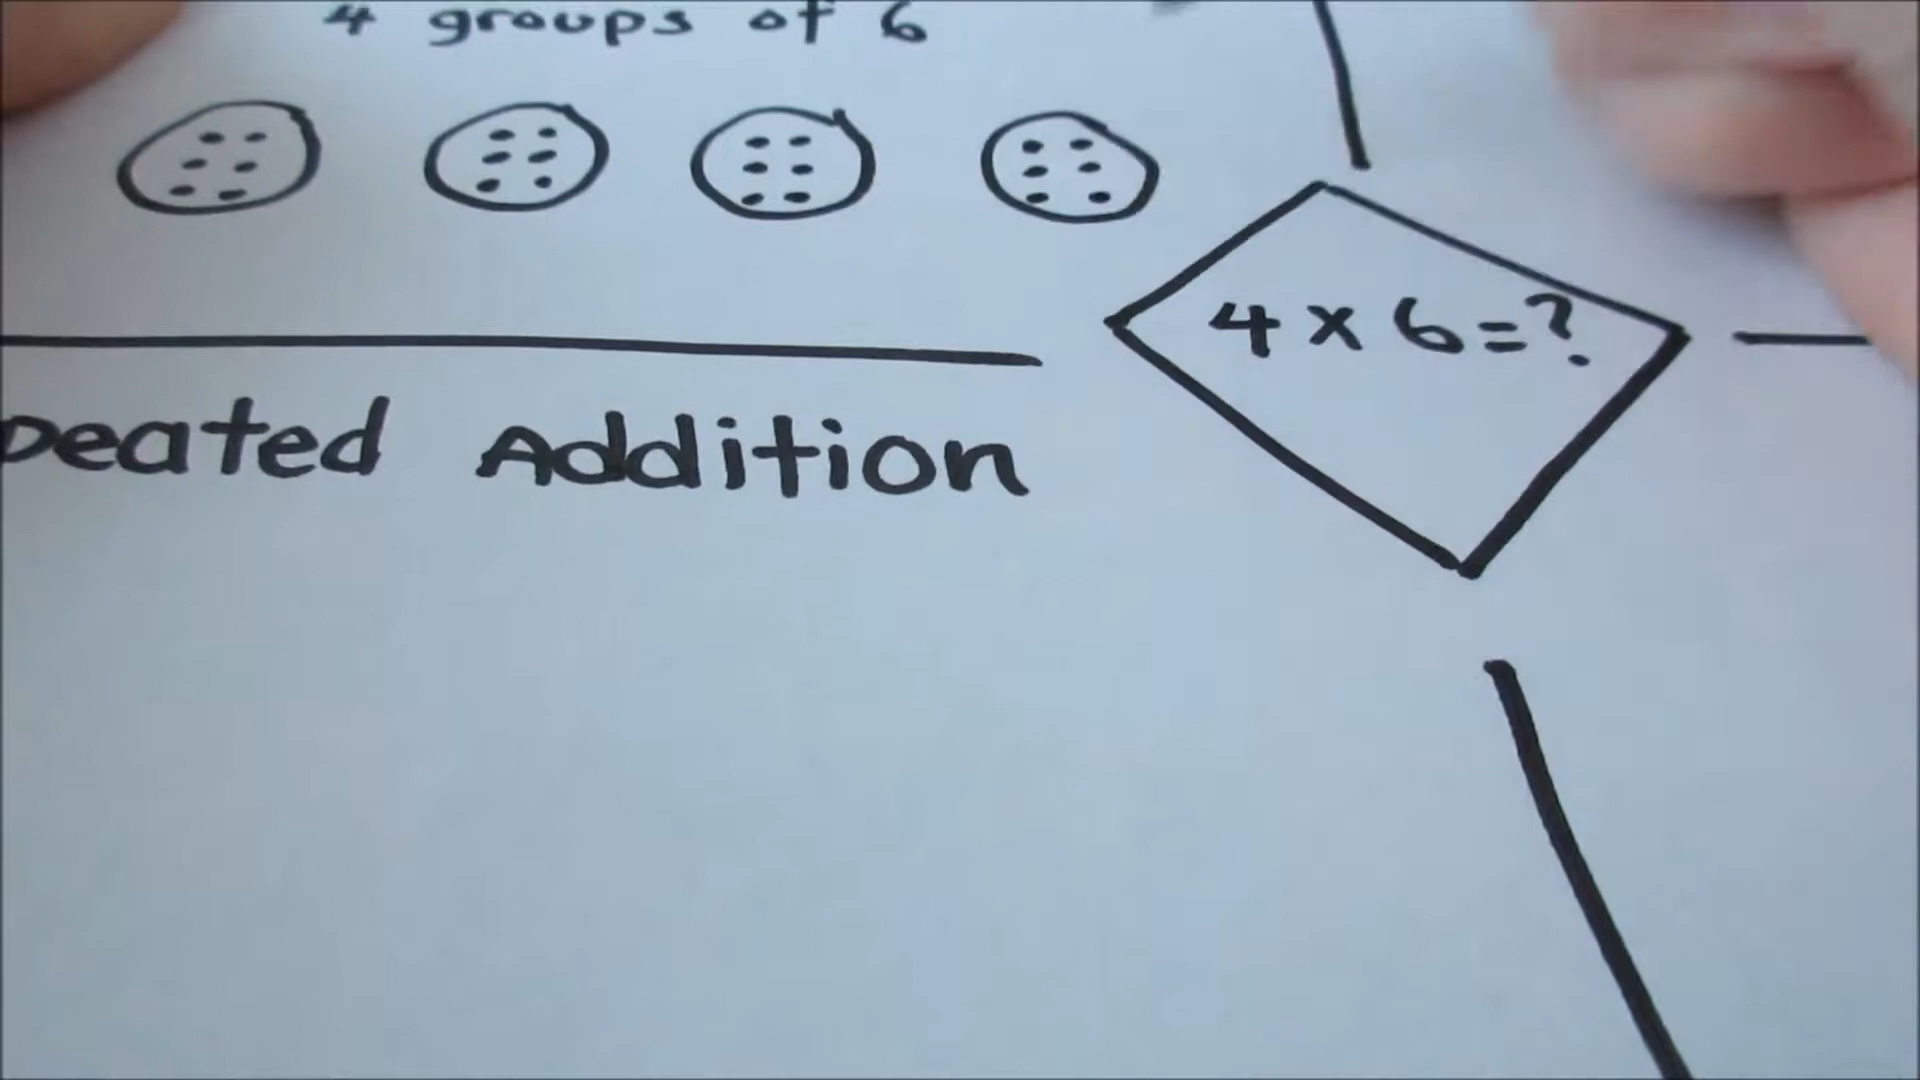 4 groups of 6
4 x 6 = ?
peated Addition